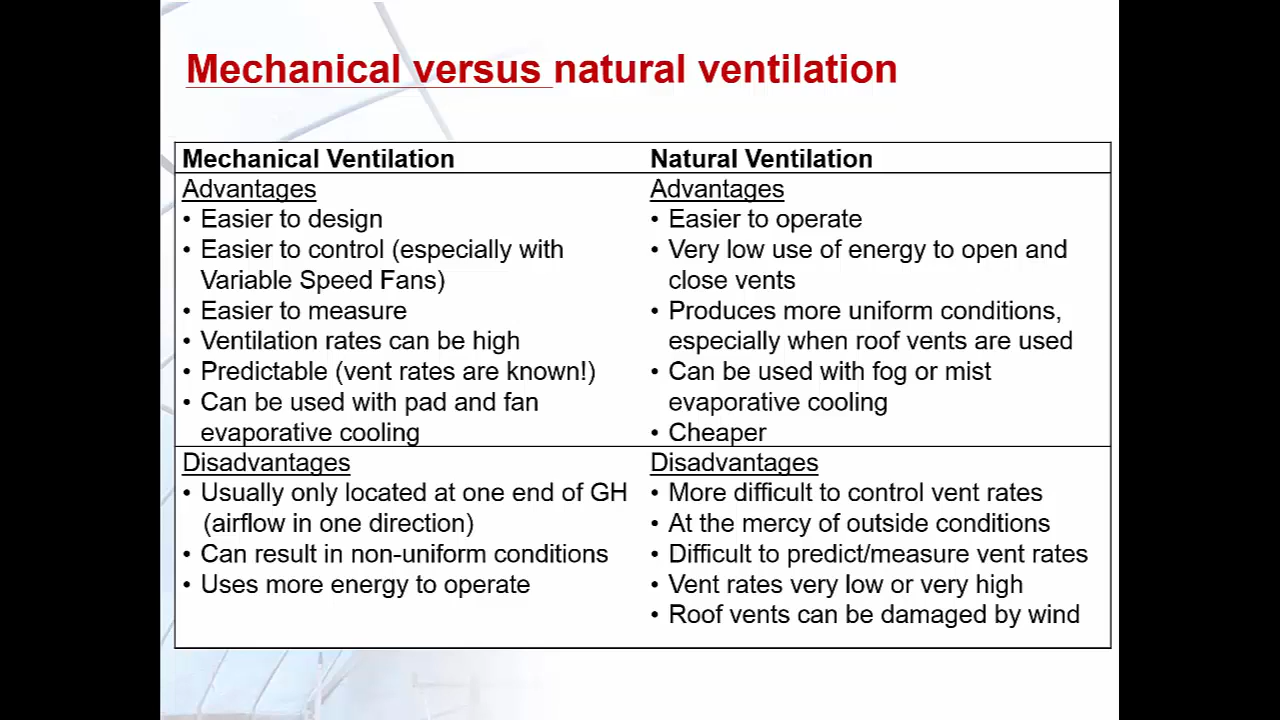 Mechanical versus natural ventilation
Mechanical Ventilation
Advantages
• Easier to design
• Easier to control (especially with
Variable Speed Fans)
• Easier to measure
• Ventilation rates can be high
• Predictable (vent rates are known!)
• Can be used with pad and fan
evaporative cooling
Disadvantages
• Usually only located at one end of GH
(airflow in one direction)
• Can result in non-uniform conditions
• Uses more energy to operate
Natural Ventilation
Advantages
• Easier to operate
• Very low use of energy to open and
close vents
• Produces more uniform conditions,
especially when roof vents are used
• Can be used with fog or mist
evaporative cooling
• Cheaper
Disadvantages
• More difficult to control vent rates
• At the mercy of outside conditions
• Difficult to predict/measure vent rates
• Vent rates very low or very high
• Roof vents can be damaged by wind